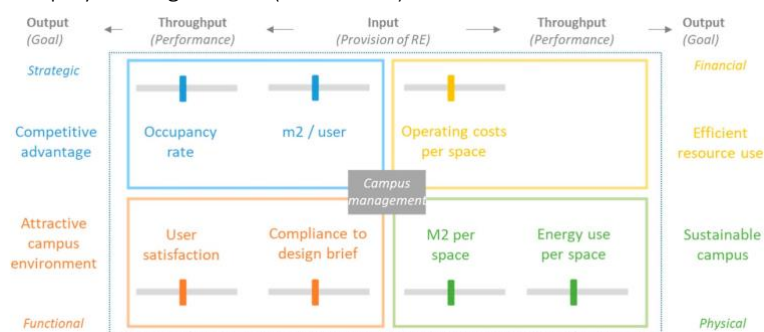 Output
Throughput
Input
Throughput
Output
(Goal)
(Performance)
(Provision of RE)
(Performance)
(Goal)
Strategic
Financial
Competitive
advantage
Occupancy
rate
m2 / user
Operating costs
per space
Efficient
resource use
Campus
management
Attractive
campus
environment
User
satisfaction
Compliance to
design brief
M2 per
space
Energy use
per space
Sustainable
campus
Functional
Physical